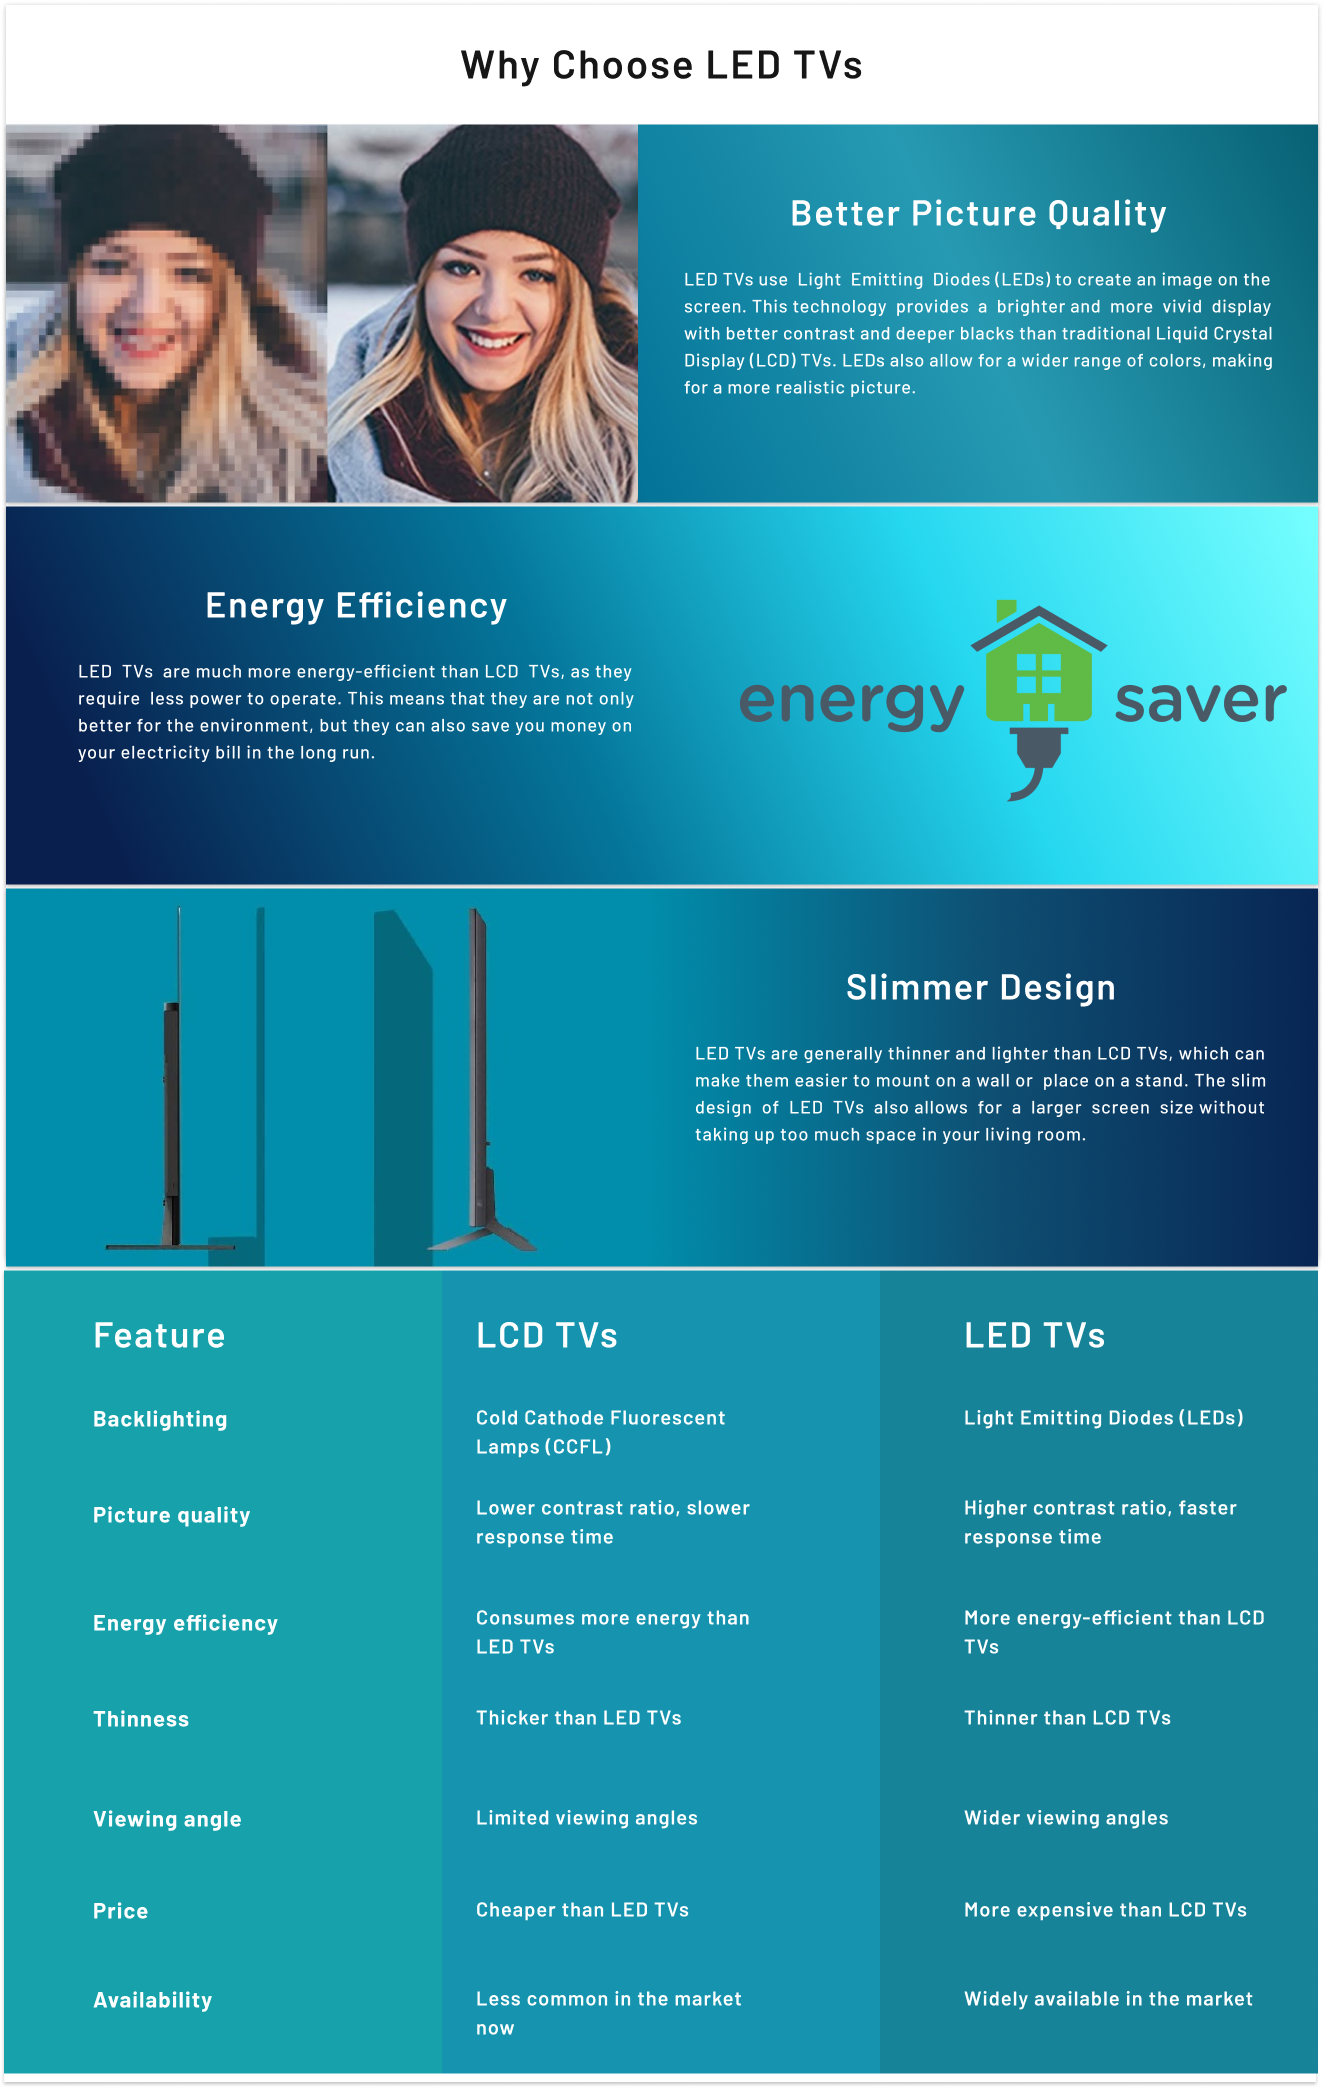 Why Choose LED TVs
Better Picture Quality
LED TVs use Light Emitting Diodes (LEDs) to create an image on the
screen. This technology provides a brighter and more vivid display
with better contrast and deeper blacks than traditional Liquid Crystal
Display (LCD) TVs. LEDs also allow for a wider range of colors, making
for a more realistic picture.
Energy Efficiency
LED TVs are much more energy-efficient than LCD TVs, as they
require less power to operate. This means that they are not only
better for the environment, but they can also save you money on
your electricity bill in the long run.
energy saver
Slimmer Design
LED TVs are generally thinner and lighter than LCD TVs, which can
make them easier to mount on a wall or place on a stand. The slim
design of LED TVs also allows for a larger screen size without
taking up too much space in your living room.
Feature LCD TVs LED TVs
Backlighting Cold Cathode Fluorescent Light Emitting Diodes (LEDs)
Lamps (CCFL)
Picture quality Lower contrast ratio, slower Higher contrast ratio, faster
response time response time
Energy efficiency Consumes more energy than More energy-efficient than LCD
LED TVs TVs
Thinness Thicker than LED TVs Thinner than LCD TVs
Viewing angle Limited viewing angles Wider viewing angles
Price Cheaper than LED TVs More expensive than LCD TVs
Availability Less common in the market Widely available in the market
now